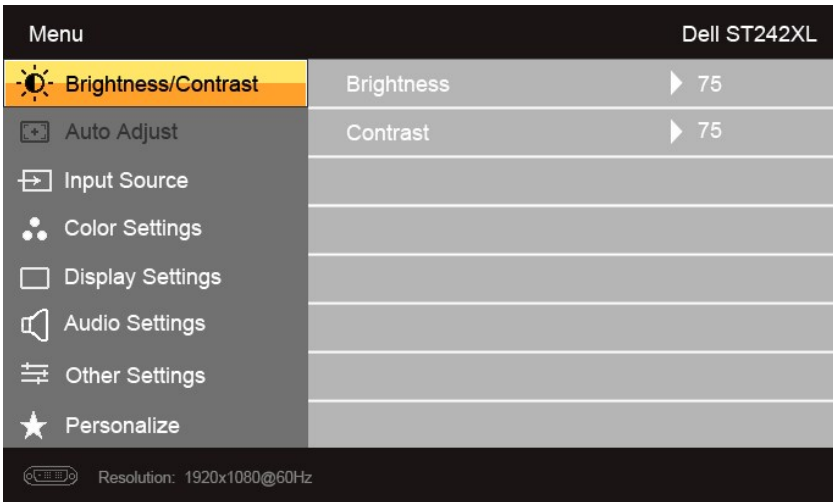 Menu Dell ST242XL
Brightness/Contrast Brightness 75
Auto Adjust Contrast 75
Input Source
Color Settings
Display Settings
Audio Settings
Other Settings
Personalize
Resolution: 1920x1080@60Hz